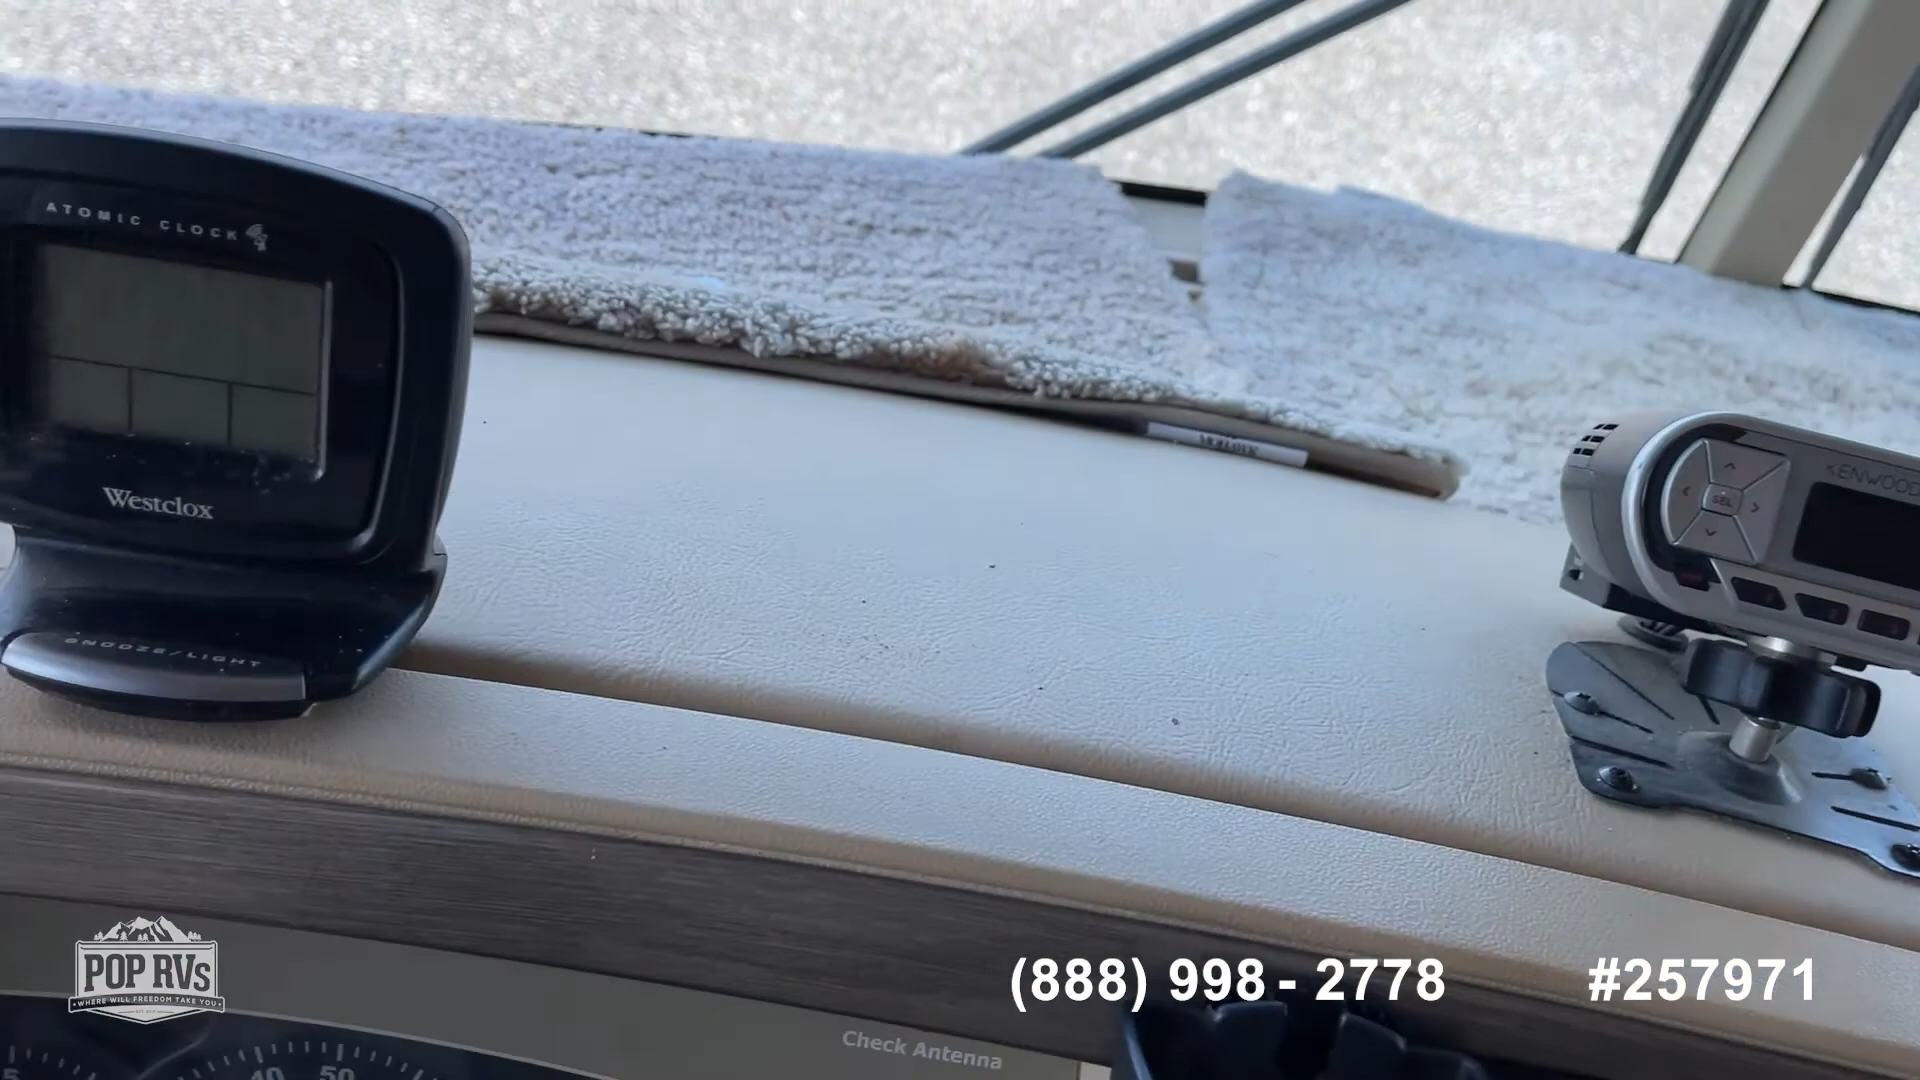 ATOMIC CLOCK
Westclox
SNOOZE/LIGHT
KENWOOD
SEL
POP RVs
WHERE WILL FREEDOM TAKE YOU
(888) 998-2778
#257971
Check Antenna
5
40
50